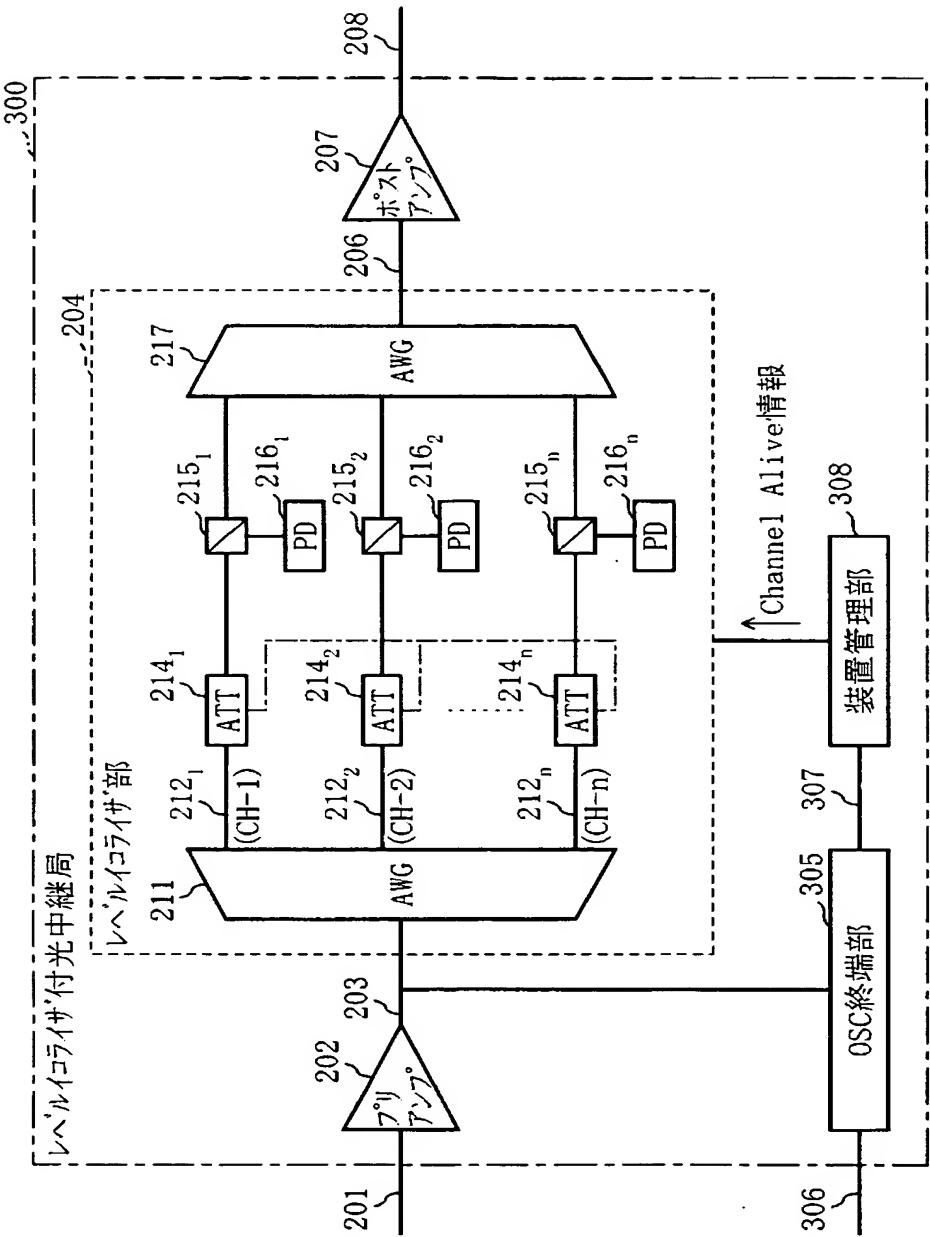 レベルイコライザ付光中継局
300
レベルイコライザ部
204
201
プリ
アンプ
202
203
211
AWG
212₁
(CH-1)
212₂
(CH-2)
212ₙ
(CH-n)
214₁
ATT
214₂
ATT
214ₙ
ATT
215₁
216₁
PD
215₂
216₂
PD
215ₙ
216ₙ
PD
217
AWG
206
ポスト
アンプ
207
208
Channel Alive情報
306
305
OSC終端部
307
308
装置管理部